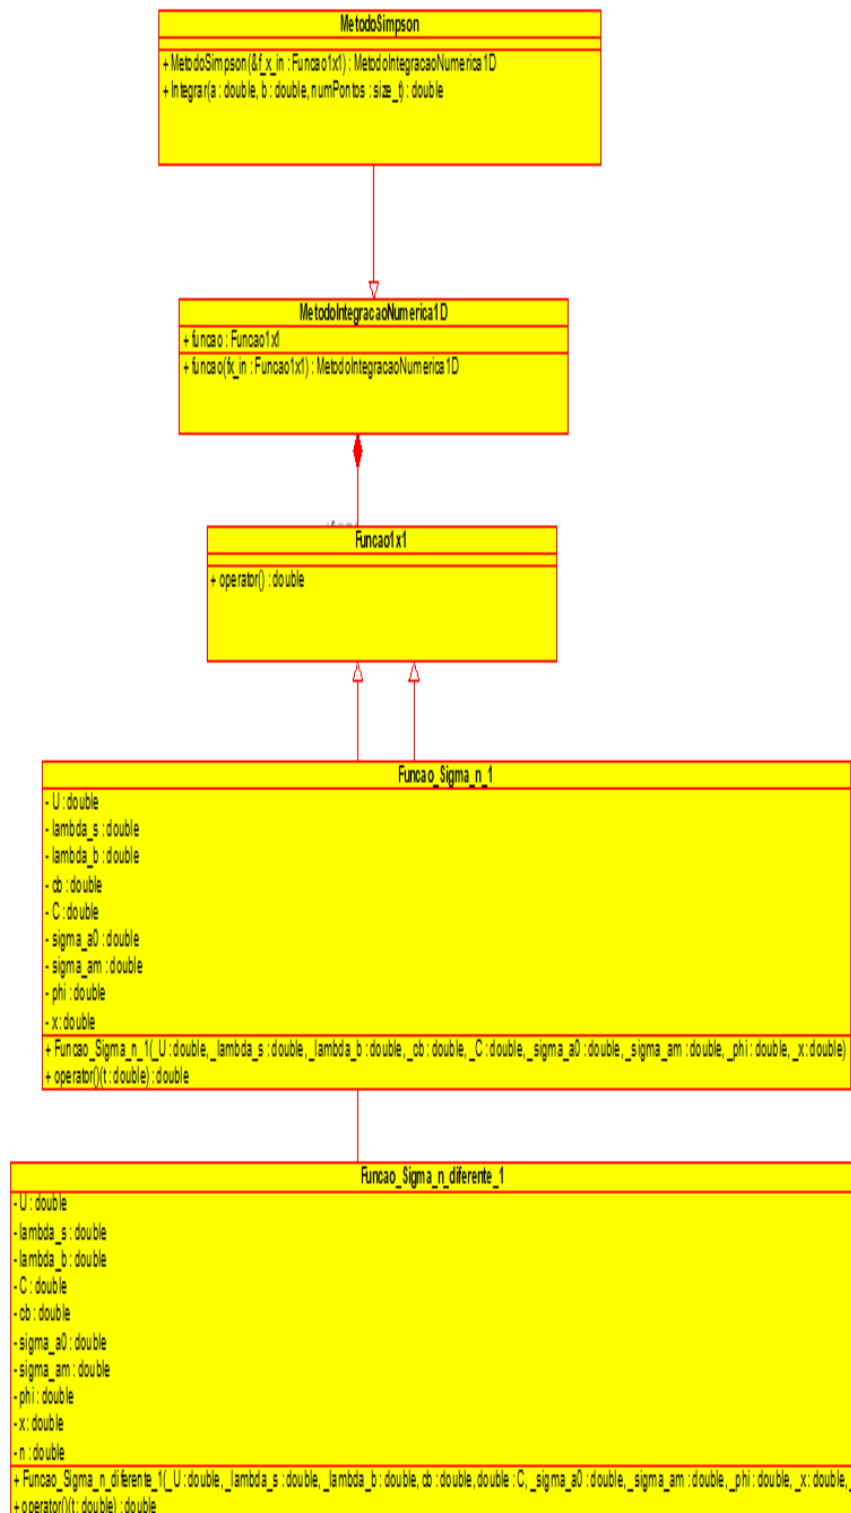 MetodoSimpson
+ MetodoSimpson(&f_x_in : Funcao1x1) : MetodoIntegracaoNumerica1D
+ Integrar(a : double, b : double, numPontos : size_t) : double
MetodoIntegracaoNumerica1D
+ funcao : Funcao1x1
+ funcao(fx_in : Funcao1x1) : MetodoIntegracaoNumerica1D
Funcao1x1
+ operator() : double
Funcao_Sigma_n_1
- U : double
- lambda_s : double
- lambda_b : double
- cb : double
- C : double
- sigma_a0 : double
- sigma_am : double
- phi : double
- x : double
+ Funcao_Sigma_n_1(_U : double, _lambda_s : double, _lambda_b : double, _cb : double, _C : double, _sigma_a0 : double, _sigma_am : double, _phi : double, _x : double)
+ operator()(t : double) : double
Funcao_Sigma_n_diferente_1
- U : double
- lambda_s : double
- lambda_b : double
- C : double
- cb : double
- sigma_a0 : double
- sigma_am : double
- phi : double
- x : double
- n : double
+ Funcao_Sigma_n_diferente_1(_U : double, _lambda_s : double, _lambda_b : double, cb : double, double : C, _sigma_a0 : double, _sigma_am : double, _phi : double, _x : double, _
+ operator()(t : double) : double